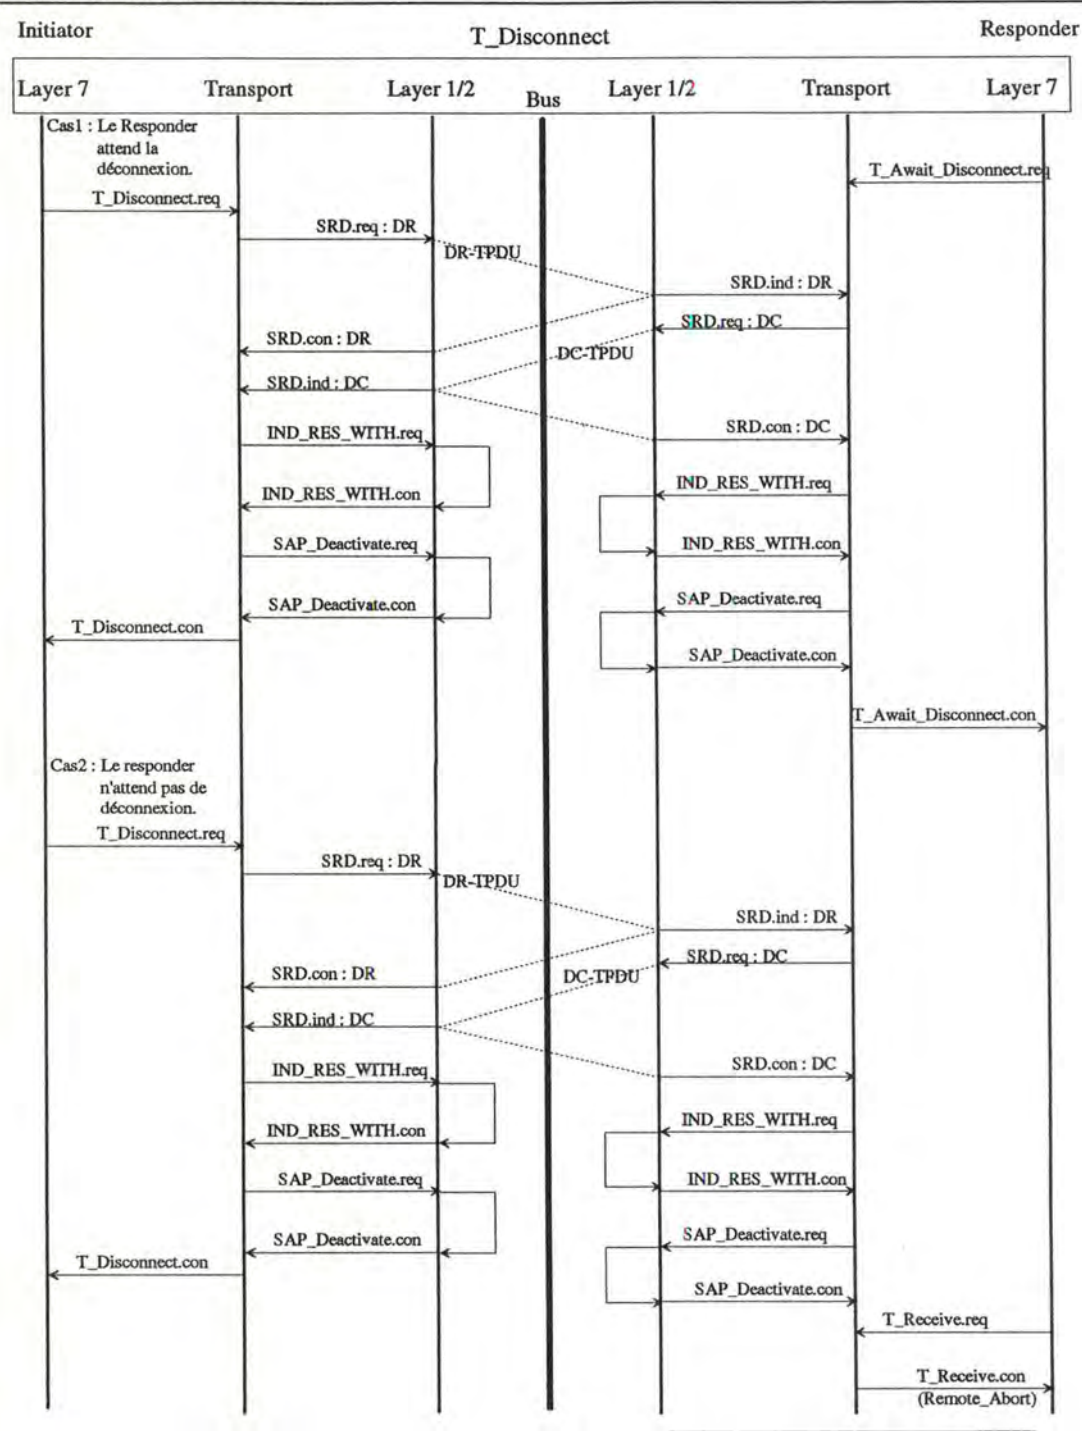 Initiator
T_Disconnect
Responder
Layer 7
Transport
Layer 1/2
Bus
Layer 1/2
Transport
Layer 7
Cas1 : Le Responder
attend la
déconnexion.
T_Await_Disconnect.req
T_Disconnect.req
SRD.req : DR
DR-TPDU
SRD.ind : DR
SRD.req : DC
SRD.con : DR
DC-TPDU
SRD.ind : DC
SRD.con : DC
IND_RES_WITH.req
IND_RES_WITH.req
IND_RES_WITH.con
IND_RES_WITH.con
SAP_Deactivate.req
SAP_Deactivate.req
SAP_Deactivate.con
T_Disconnect.con
SAP_Deactivate.con
T_Await_Disconnect.con
Cas2 : Le responder
n'attend pas de
déconnexion.
T_Disconnect.req
SRD.req : DR
DR-TPDU
SRD.ind : DR
SRD.req : DC
SRD.con : DR
DC-TPDU
SRD.ind : DC
SRD.con : DC
IND_RES_WITH.req
IND_RES_WITH.req
IND_RES_WITH.con
IND_RES_WITH.con
SAP_Deactivate.req
SAP_Deactivate.req
SAP_Deactivate.con
T_Disconnect.con
SAP_Deactivate.con
T_Receive.req
T_Receive.con
(Remote_Abort)